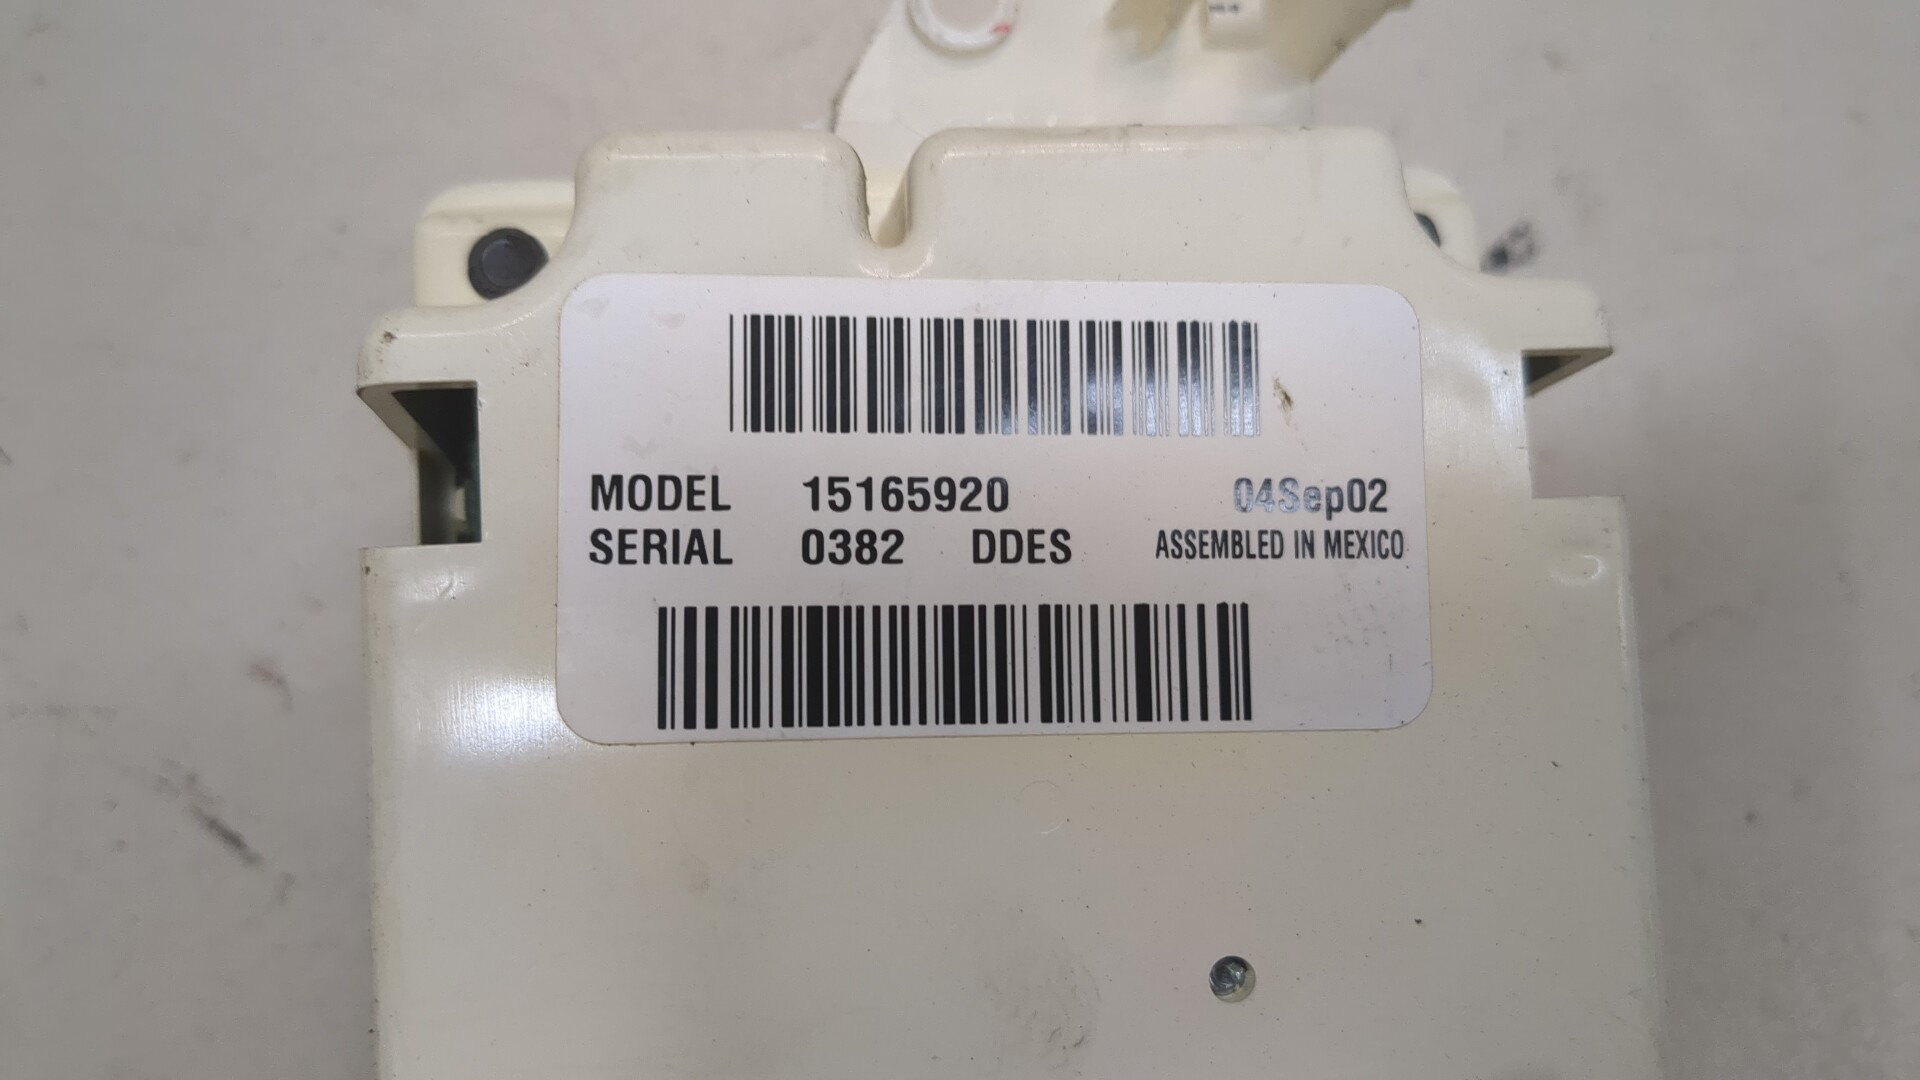 MODEL 15165920 04Sep02
SERIAL 0382 DDES ASSEMBLED IN MEXICO